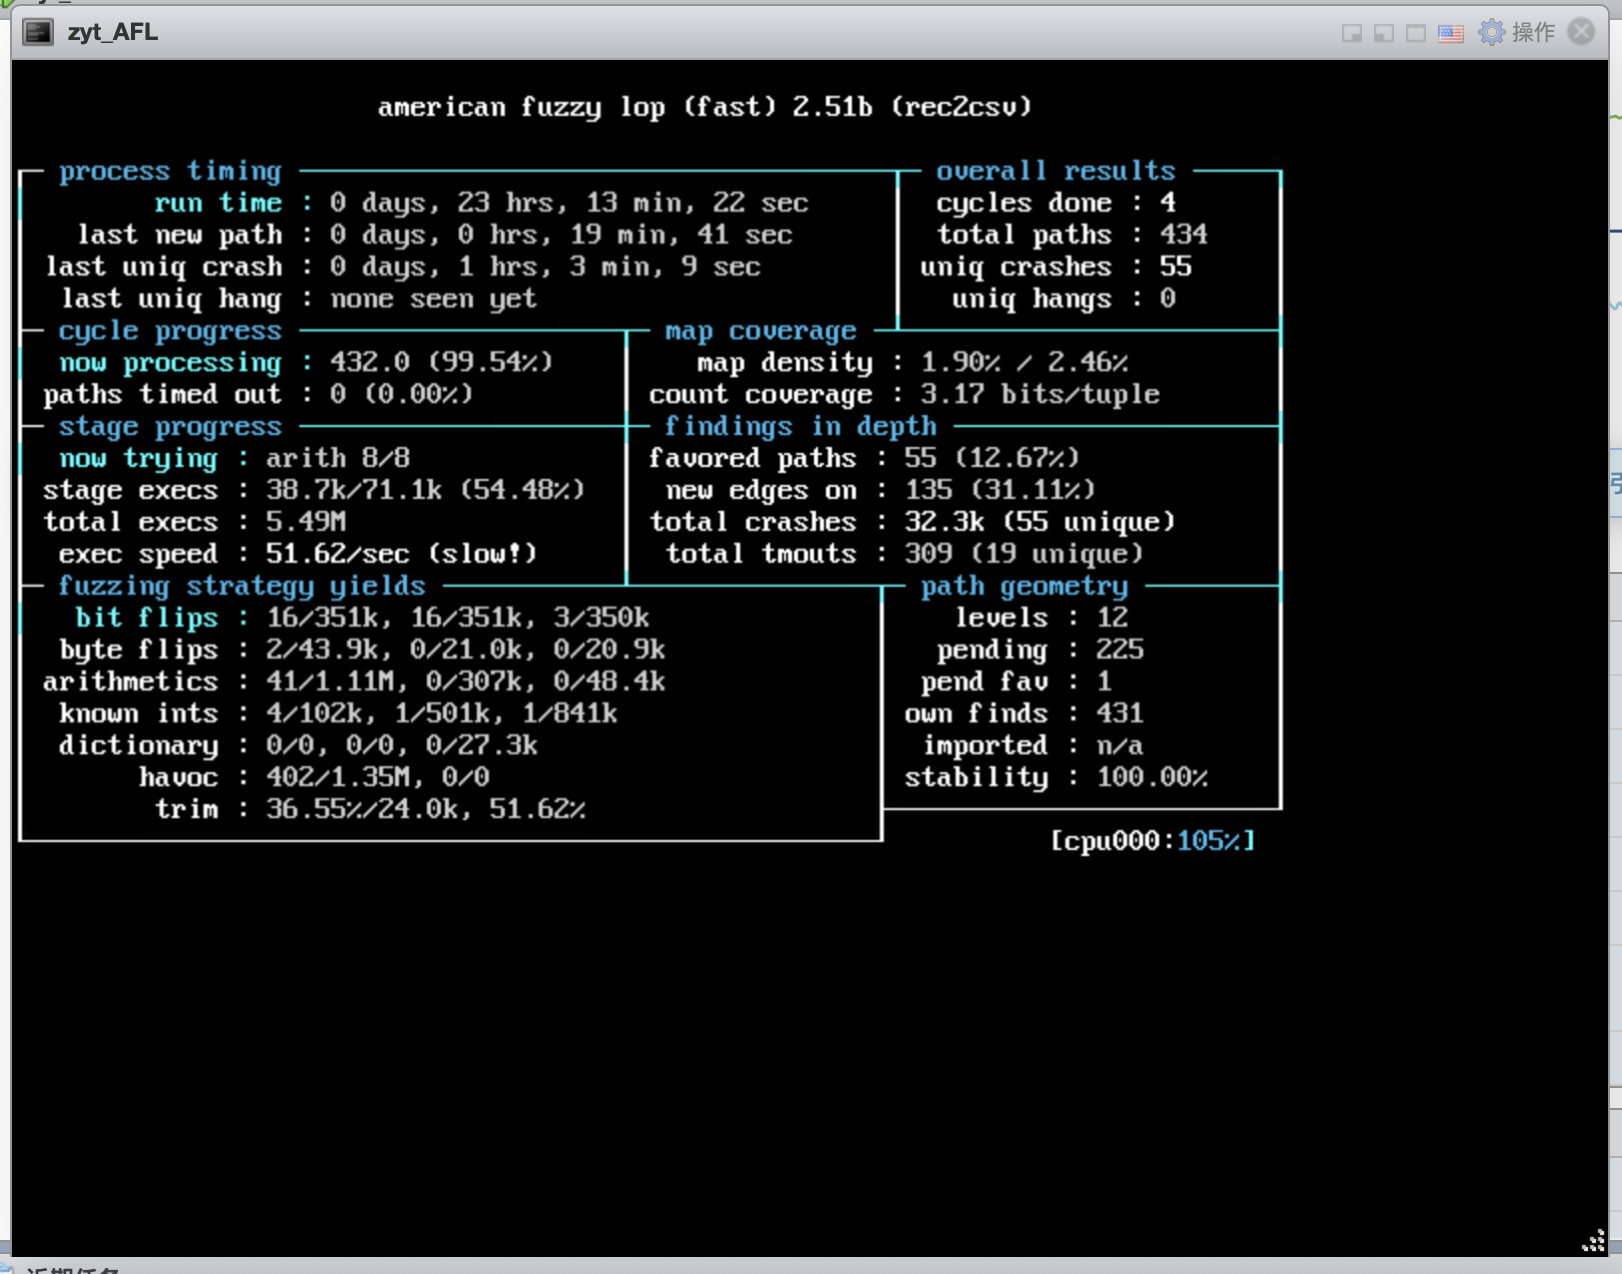 zyt_AFL
操作
american fuzzy lop (fast) 2.51b (rec2csv)
process timing
overall results
run time : 0 days, 23 hrs, 13 min, 22 sec
cycles done : 4
last new path : 0 days, 0 hrs, 19 min, 41 sec
total paths : 434
last uniq crash : 0 days, 1 hrs, 3 min, 9 sec
uniq crashes : 55
last uniq hang : none seen yet
uniq hangs : 0
cycle progress
map coverage
now processing : 432.0 (99.54%)
map density : 1.90% / 2.46%
paths timed out : 0 (0.00%)
count coverage : 3.17 bits/tuple
stage progress
findings in depth
now trying : arith 8/8
favored paths : 55 (12.67%)
stage execs : 38.7k/71.1k (54.48%)
new edges on : 135 (31.11%)
total execs : 5.49M
total crashes : 32.3k (55 unique)
exec speed : 51.62/sec (slow!)
total tmouts : 309 (19 unique)
fuzzing strategy yields
path geometry
bit flips : 16/351k, 16/351k, 3/350k
levels : 12
byte flips : 2/43.9k, 0/21.0k, 0/20.9k
pending : 225
arithmetics : 41/1.11M, 0/307k, 0/48.4k
pend fav : 1
known ints : 4/102k, 1/501k, 1/841k
own finds : 431
dictionary : 0/0, 0/0, 0/27.3k
imported : n/a
havoc : 402/1.35M, 0/0
stability : 100.00%
trim : 36.55%/24.0k, 51.62%
[cpu000:105%]
近期任务